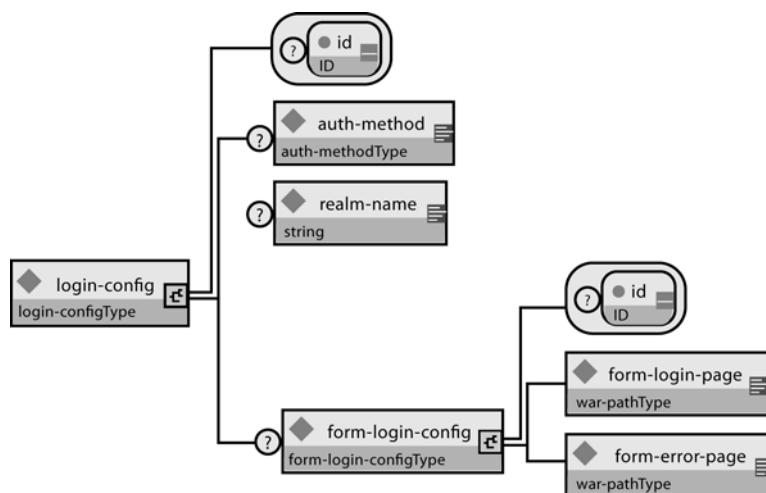 ? id
ID
auth-method
? auth-methodType
realm-name
? string
login-config
login-configType
? id
ID
form-login-page
war-pathType
form-login-config
? form-login-configType
form-error-page
war-pathType